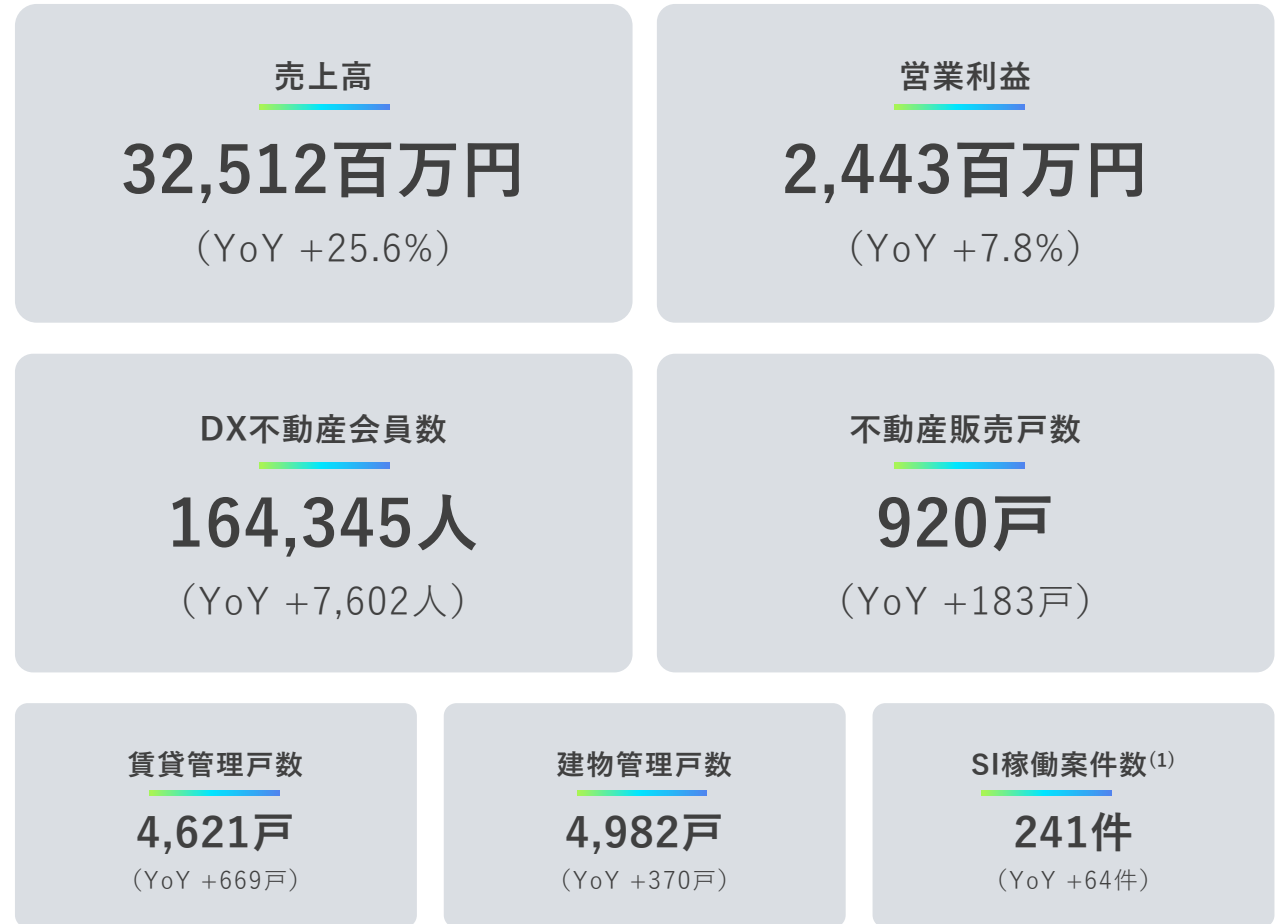 売上高
32,512百万円
（YoY +25.6%）
営業利益
2,443百万円
（YoY +7.8%）
DX不動産会員数
164,345人
（YoY +7,602人）
不動産販売戸数
920戸
（YoY +183戸）
賃貸管理戸数
4,621戸
（YoY +669戸）
建物管理戸数
4,982戸
（YoY +370戸）
SI稼働案件数(1)
241件
（YoY +64件）